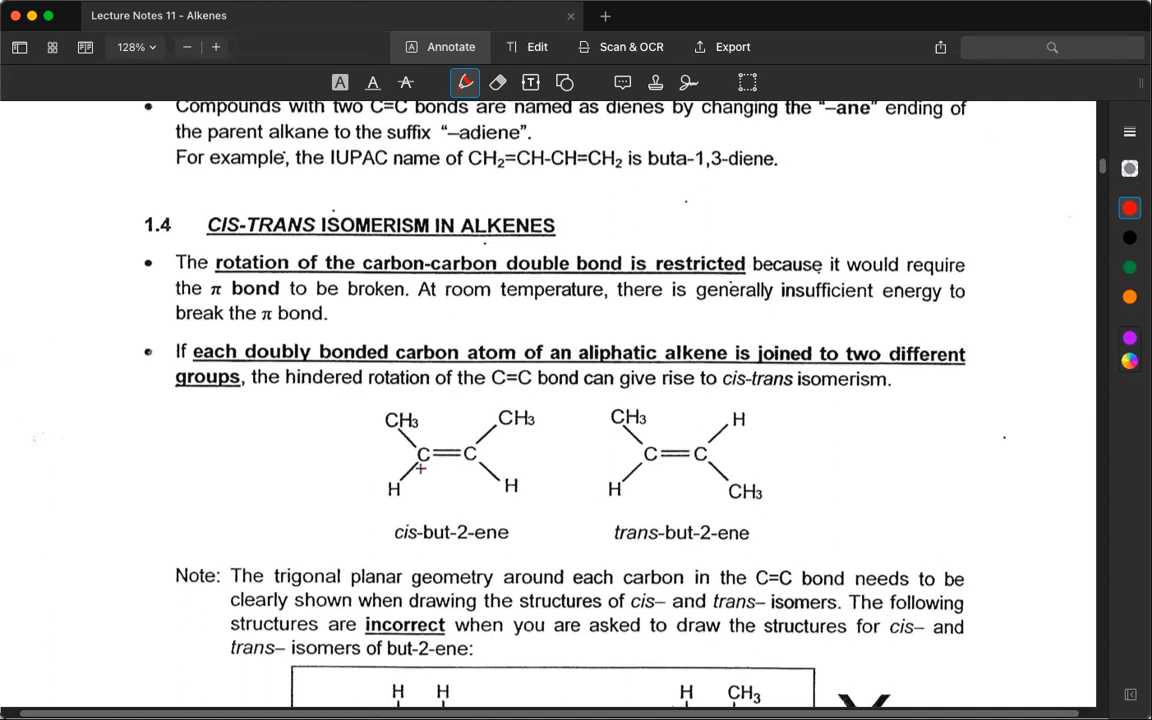 Lecture Notes 11 - Alkenes
128%
Annotate
Edit
Scan & OCR
Export
• Compounds with two C=C bonds are named as dienes by changing the "–ane" ending of
the parent alkane to the suffix "–adiene".
For example, the IUPAC name of CH₂=CH-CH=CH₂ is buta-1,3-diene.
1.4 CIS-TRANS ISOMERISM IN ALKENES
• The rotation of the carbon-carbon double bond is restricted because it would require
the π bond to be broken. At room temperature, there is generally insufficient energy to
break the π bond.
• If each doubly bonded carbon atom of an aliphatic alkene is joined to two different
groups, the hindered rotation of the C=C bond can give rise to cis-trans isomerism.
CH₃ CH₃ CH₃ H
C=C C=C
H H H CH₃
cis-but-2-ene trans-but-2-ene
Note: The trigonal planar geometry around each carbon in the C=C bond needs to be
clearly shown when drawing the structures of cis– and trans– isomers. The following
structures are incorrect when you are asked to draw the structures for cis– and
trans– isomers of but-2-ene:
H H H CH₃